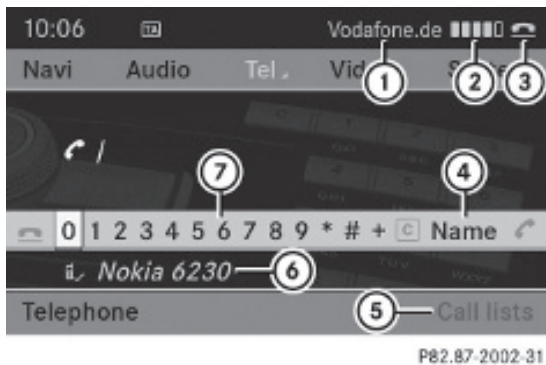 10:06 TA Vodafone.de
Navi Audio Tel
1 2 3
7 4
0 1 2 3 4 5 6 7 8 9 * # + C Name
Nokia 6230 6
Telephone 5 Call lists
P82.87-2002-31